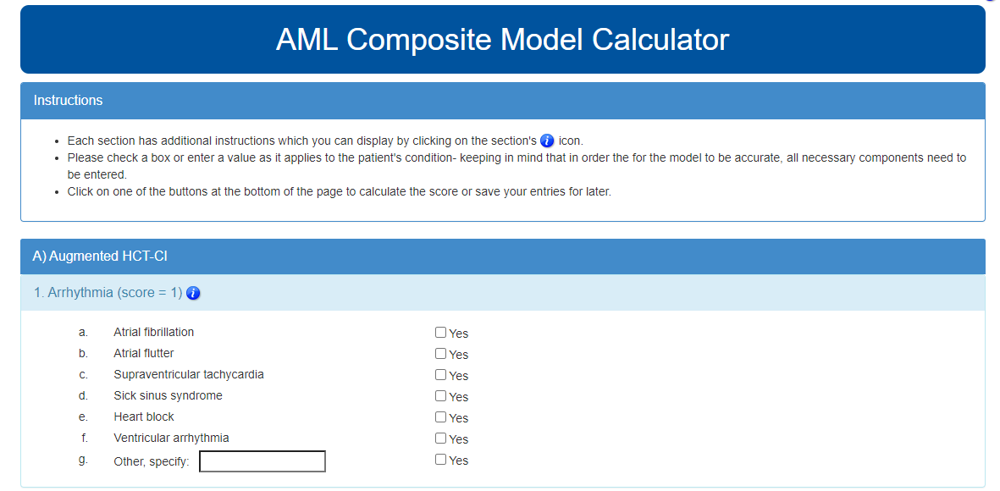 AML Composite Model Calculator
Instructions
Each section has additional instructions which you can display by clicking on the section's i icon.
Please check a box or enter a value as it applies to the patient's condition- keeping in mind that in order the for the model to be accurate, all necessary components need to
be entered.
Click on one of the buttons at the bottom of the page to calculate the score or save your entries for later.
A) Augmented HCT-CI
1. Arrhythmia (score = 1) i
a. Atrial fibrillation Yes
b. Atrial flutter Yes
c. Supraventricular tachycardia Yes
d. Sick sinus syndrome Yes
e. Heart block Yes
f. Ventricular arrhythmia Yes
g. Other, specify: Yes